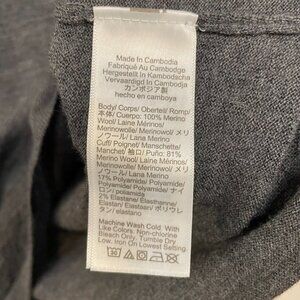 Made In Cambodia
Fabriqué Au Cambodge
Hergestellt In Kambodscha
Vervaardigd In Cambodja
カンボジア製
hecho en camboya
Body/ Corps/ Oberteil/ Romp/
本体/ Cuerpo: 100% Merino
Wool/ Laine Mérinos/
Merinowolle/ Merinowol/ メリ
ノウール/ Lana Merino
Cuff/ Poignet/ Manschette/
Manchet/ 袖口/ Puño: 81%
Merino Wool/ Laine Mérinos/
Merinowolle/ Merinowol/ メリ
ノウール/ Lana Merino
17% Polyamide/ Polyamide/
Polyamid/ Polyamide/ ナイロ
ン/ poliamida
2% Elastane/ Élasthanne/
Elastan/ Elastaan/ ポリウレ
タン/ elastano
Machine Wash Cold. With
Like Colors. Non-chlorine
Bleach Only. Tumble Dry
Low. Iron On Lowest Setting.
30